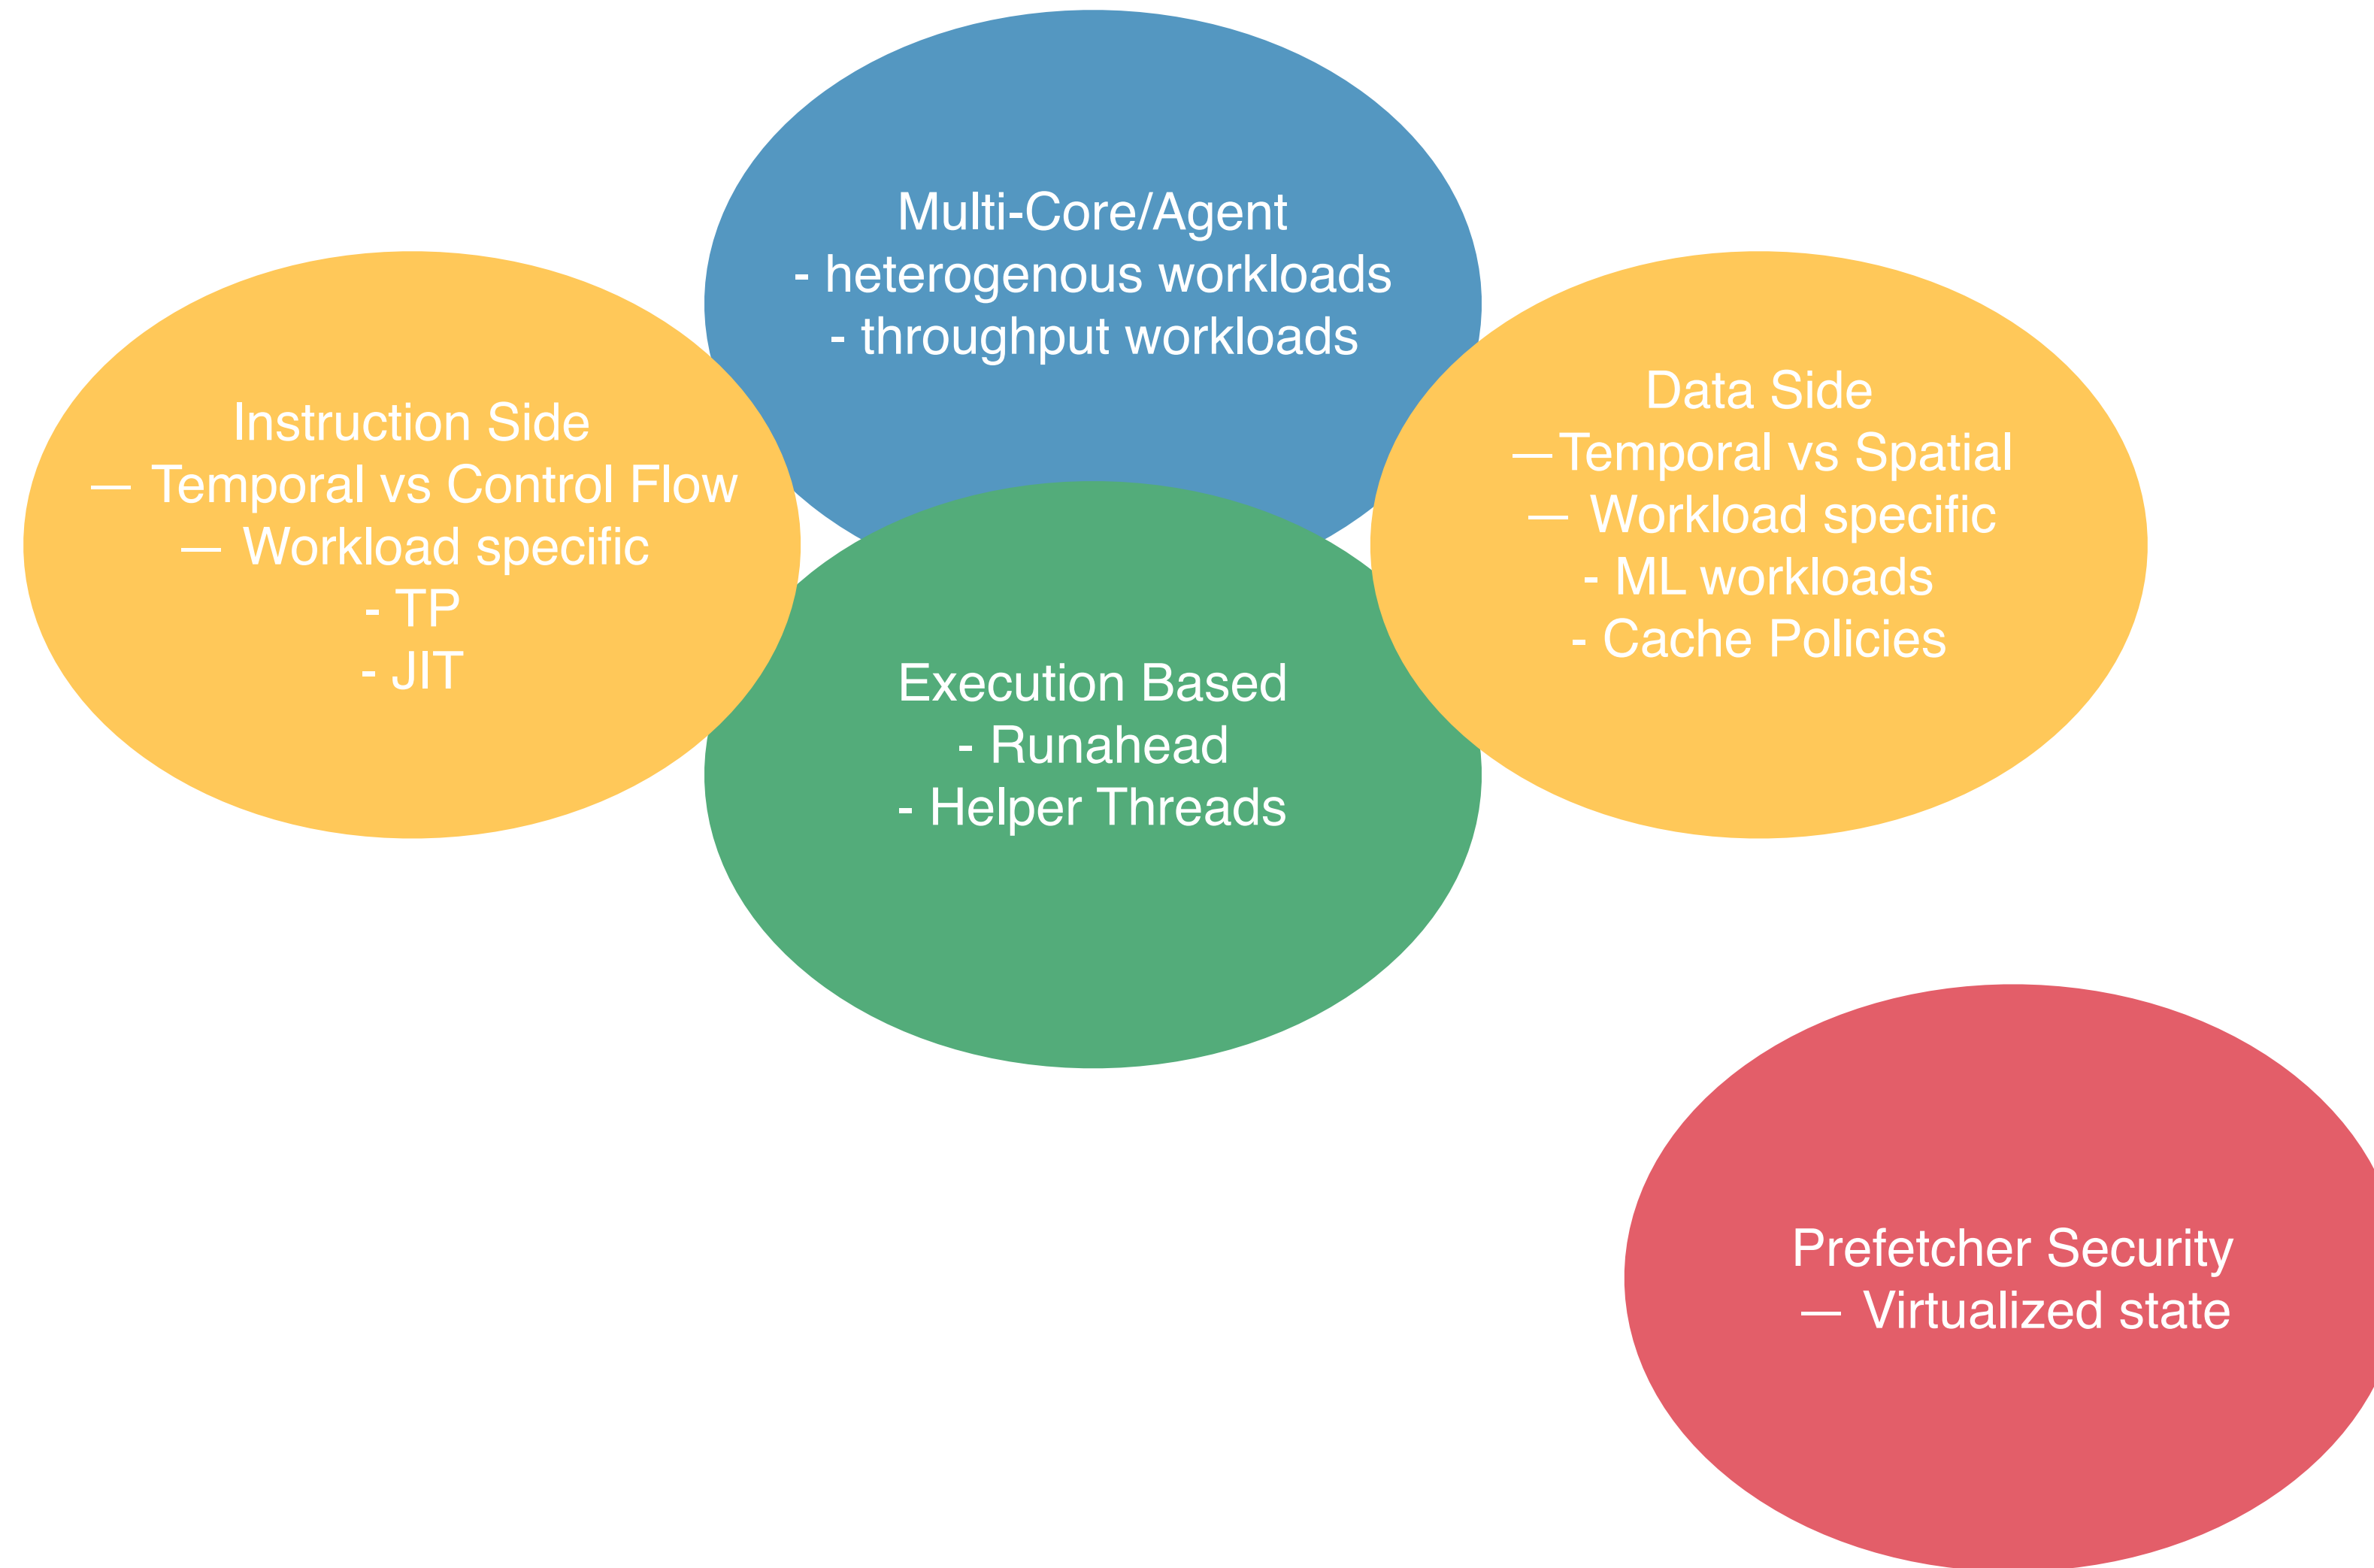 Multi-Core/Agent
- heterogenous workloads
- throughput workloads
Instruction Side
— Temporal vs Control Flow
— Workload specific
- TP
- JIT
Data Side
—Temporal vs Spatial
— Workload specific
- ML workloads
- Cache Policies
Execution Based
- Runahead
- Helper Threads
Prefetcher Security
— Virtualized state